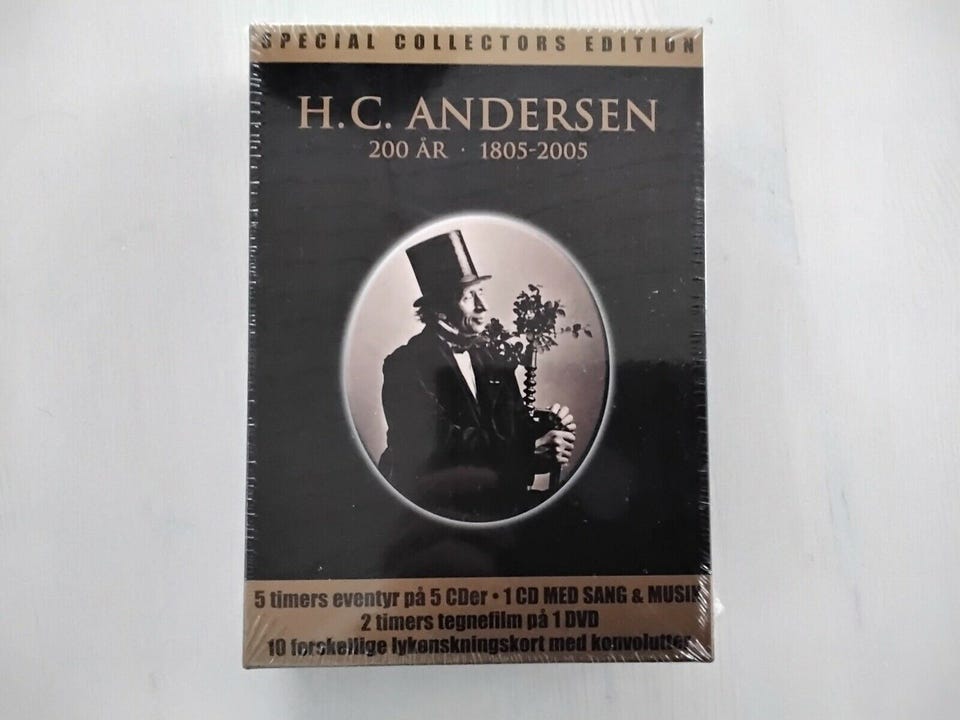 SPECIAL COLLECTORS EDITION
H.C. ANDERSEN
200 ÅR · 1805-2005
5 timers eventyr på 5 CDer • 1 CD MED SANG & MUSIK
2 timers tegnefilm på 1 DVD
10 forskellige lykønskningskort med konvolutter